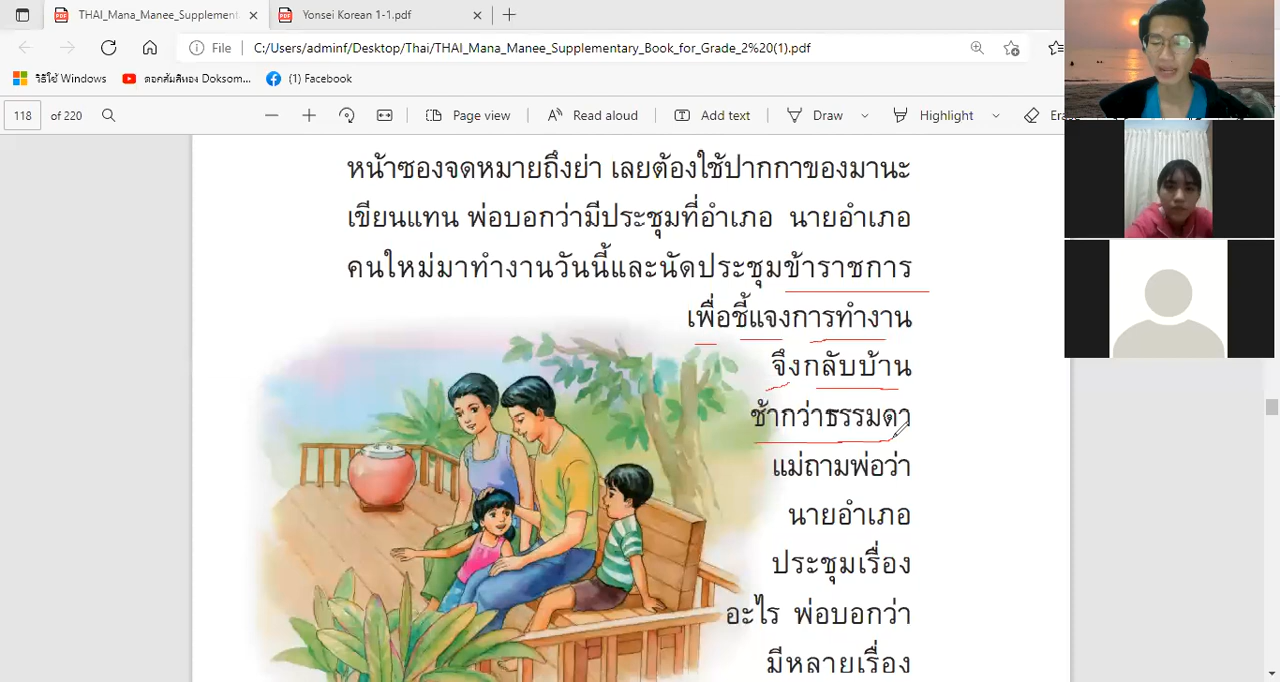 THAI_Mana_Manee_Supplement
Yonsei Korean 1-1.pdf
File
C:/Users/adminf/Desktop/Thai/THAI_Mana_Manee_Supplementary_Book_for_Grade_2%20(1).pdf
วิธีใช้ Windows
ดอกส้มสีทอง Doksom...
(1) Facebook
118 of 220
Page view
Read aloud
Add text
Draw
Highlight
หน้าซองจดหมายถึงย่า เลยต้องใช้ปากกาของมานะ
เขียนแทน พ่อบอกว่ามีประชุมที่อำเภอ นายอำเภอ
คนใหม่มาทำงานวันนี้และนัดประชุมข้าราชการ
เพื่อชี้แจงการทำงาน
จึงกลับบ้าน
ช้ากว่าธรรมดา
แม่ถามพ่อว่า
นายอำเภอ
ประชุมเรื่อง
อะไร พ่อบอกว่า
มีหลายเรื่อง